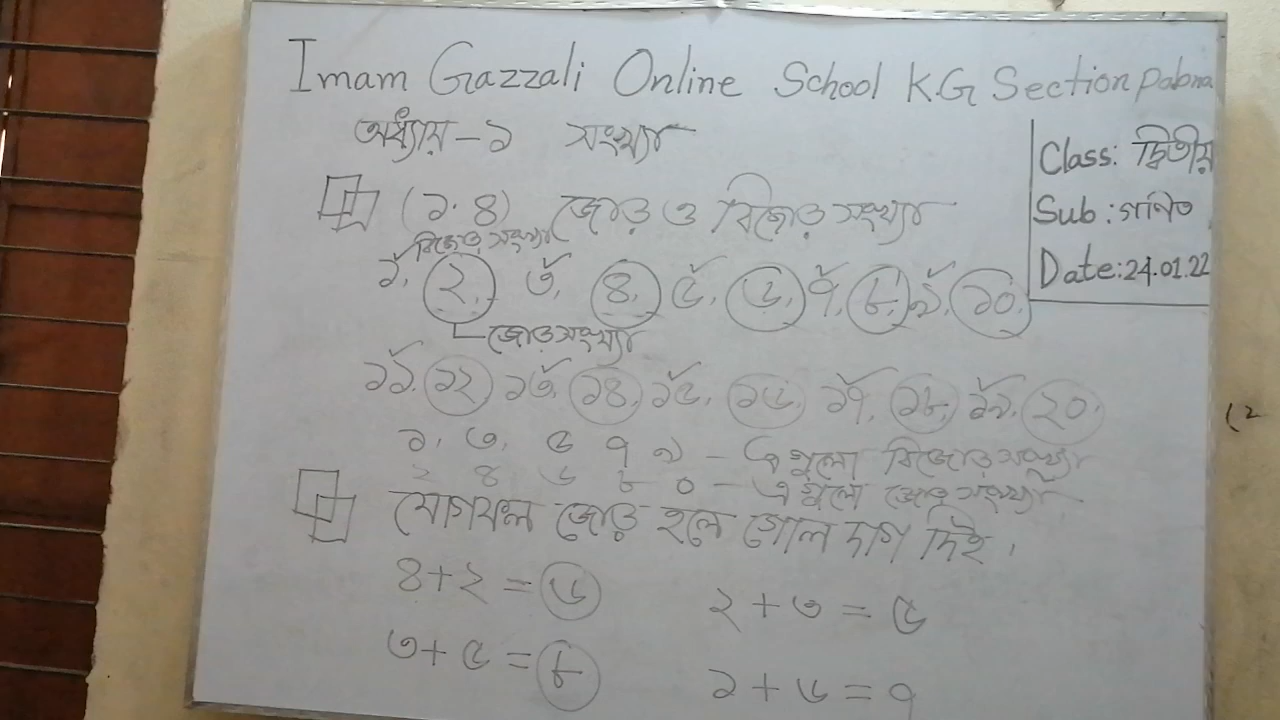 Imam Gazzali Online School KG Section Pabna
অধ্যায় - ১ সংখ্যা
Class: দ্বিতীয়
Sub : গণিত
Date: 24.01.22
(১.৪) জোড় ও বিজোড় সংখ্যা
বিজোড় সংখ্যা
১, ২, ৩, ৪, ৫, ৬, ৭, ৮, ৯, ১০,
জোড় সংখ্যা
১১, ১২, ১৩, ১৪, ১৫, ১৬, ১৭, ১৮, ১৯, ২০,
১, ৩, ৫ ৭ ৯ - এগুলো বিজোড় সংখ্যা
২ ৪ ৬ ৮ ০ - এগুলো জোড় সংখ্যা
যোগফল জোড় হলে গোল দাগ দিই।
৪+২ = ৬
২+৩ = ৫
৩+৫ = ৮
১+৬ = ৭